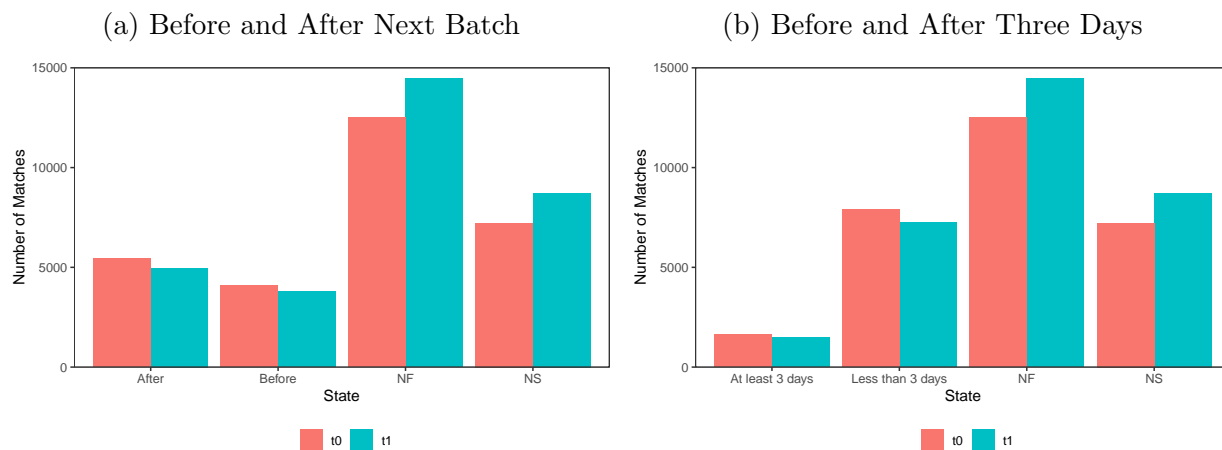 (a) Before and After Next Batch
15000
10000
5000
0
Number of Matches
After Before NF NS
State
t0 t1
(b) Before and After Three Days
15000
10000
5000
0
Number of Matches
At least 3 days Less than 3 days NF NS
State
t0 t1